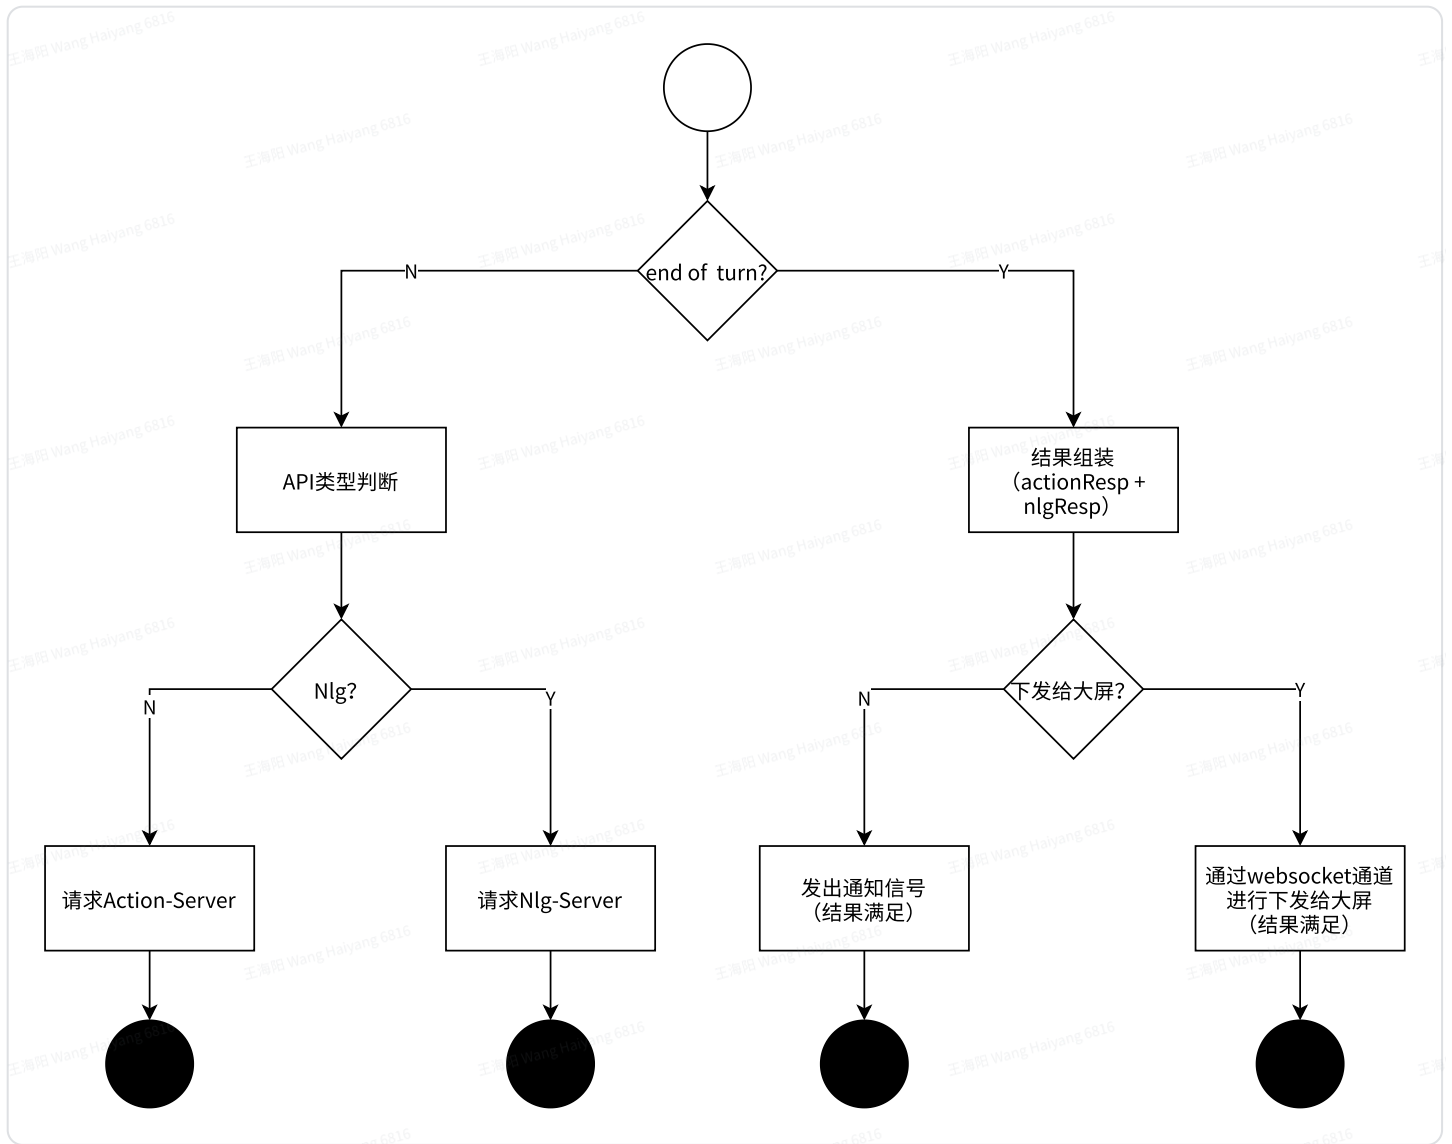 end of turn?
N
Y
API类型判断
结果组装
（actionResp +
nlgResp）
Nlg?
N
Y
下发给大屏?
N
Y
请求Action-Server
请求Nlg-Server
发出通知信号
（结果满足）
通过websocket通道
进行下发给大屏
（结果满足）
王海阳 Wang Haiyang 6816